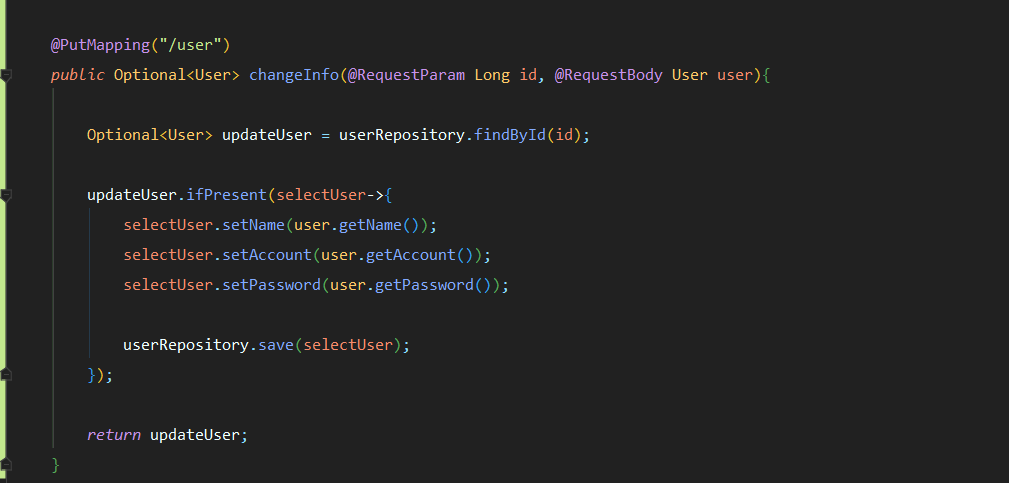 @PutMapping("/user")
public Optional<User> changeInfo(@RequestParam Long id, @RequestBody User user){
Optional<User> updateUser = userRepository.findById(id);
updateUser.ifPresent(selectUser->{
selectUser.setName(user.getName());
selectUser.setAccount(user.getAccount());
selectUser.setPassword(user.getPassword());
userRepository.save(selectUser);
});
return updateUser;
}